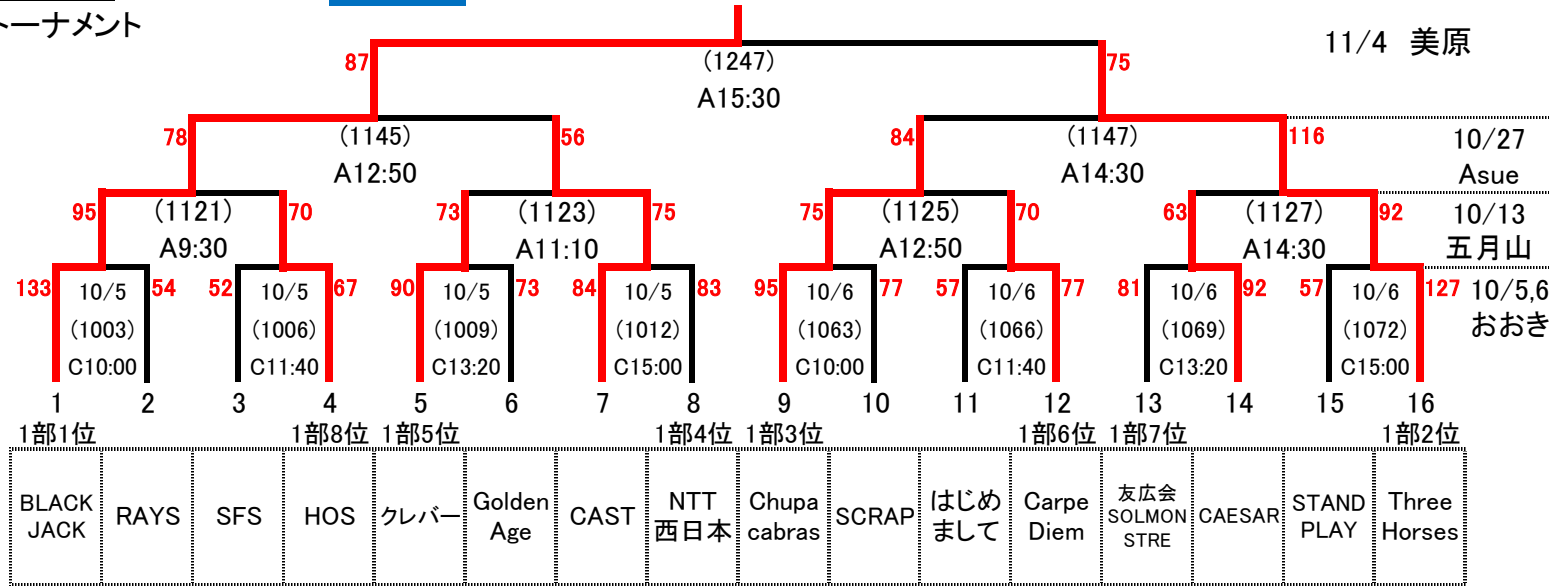 トーナメント
11/4 美原
87
(1247)
75
A15:30
78
(1145)
56
84
(1147)
116
10/27
A12:50
A14:30
Asue
95
(1121)
70
73
(1123)
75
75
(1125)
70
63
(1127)
92
10/13
A9:30
A11:10
A12:50
A14:30
五月山
133
10/5
54
52
10/5
67
90
10/5
73
84
10/5
83
95
10/6
77
57
10/6
77
81
10/6
92
57
10/6
127
10/5,6
(1003)
(1006)
(1009)
(1012)
(1063)
(1066)
(1069)
(1072)
おおき
C10:00
C11:40
C13:20
C15:00
C10:00
C11:40
C13:20
C15:00
1
2
3
4
5
6
7
8
9
10
11
12
13
14
15
16
1部1位
1部8位
1部5位
1部4位
1部3位
1部6位
1部7位
1部2位
BLACK
JACK
RAYS
SFS
HOS
クレバー
Golden
Age
CAST
NTT
西日本
Chupa
cabras
SCRAP
はじめ
まして
Carpe
Diem
友広会
SOLMON
STRE
CAESAR
STAND
PLAY
Three
Horses